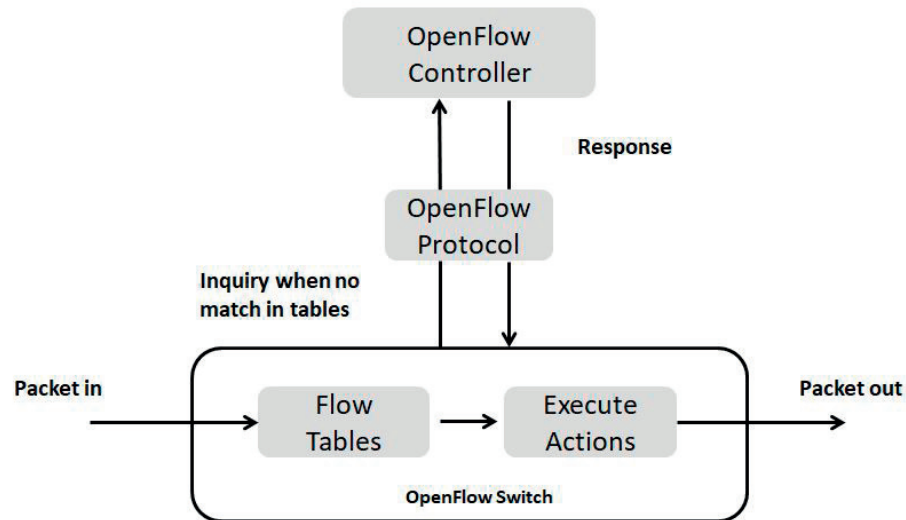 OpenFlow
Controller
Response
OpenFlow
Protocol
Inquiry when no
match in tables
Packet in
Flow
Tables
Execute
Actions
Packet out
OpenFlow Switch